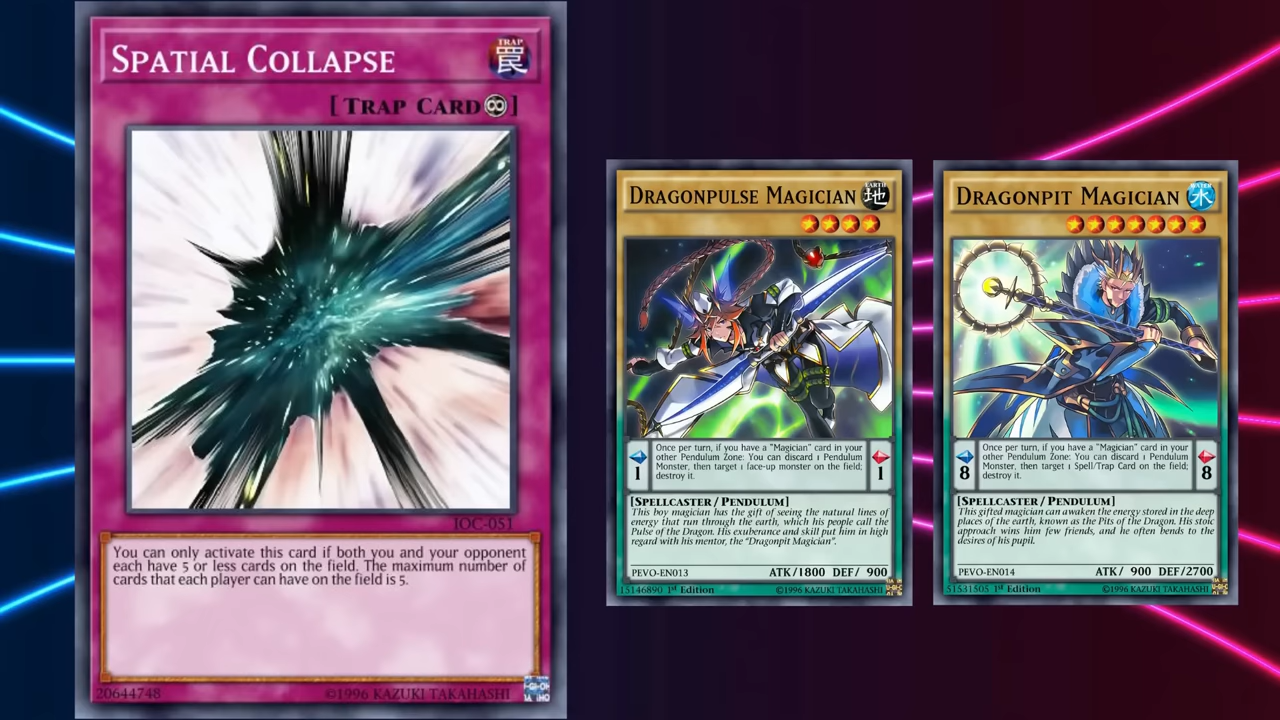 SPATIAL COLLAPSE
TRAP
罠
[TRAP CARD]
IOC-051
You can only activate this card if both you and your opponent
each have 5 or less cards on the field. The maximum number of
cards that each player can have on the field is 5.
20644748
©1996 KAZUKI TAKAHASHI
DRAGONPULSE MAGICIAN
EARTH
地
1
Once per turn, if you have a "Magician" card in your
other Pendulum Zone: You can discard 1 Pendulum
Monster, then target 1 face-up monster on the field;
destroy it.
1
[SPELLCASTER / PENDULUM]
This boy magician has the gift of seeing the natural lines of
energy that run through the earth, which his people call the
Pulse of the Dragon. His exuberance and skill put him in high
regard with his mentor, the "Dragonpit Magician".
PEVO-EN013
ATK/1800 DEF/ 900
15146890 1st Edition
©1996 KAZUKI TAKAHASHI
DRAGONPIT MAGICIAN
WATER
水
8
Once per turn, if you have a "Magician" card in your
other Pendulum Zone: You can discard 1 Pendulum
Monster, then target 1 Spell/Trap Card on the field;
destroy it.
8
[SPELLCASTER / PENDULUM]
This gifted magician can awaken the energy stored in the deep
places of the earth, known as the Pits of the Dragon. His stoic
approach wins him few friends, and he often bends to the
desires of his pupil.
PEVO-EN014
ATK/ 900 DEF/2700
51531505 1st Edition
©1996 KAZUKI TAKAHASHI